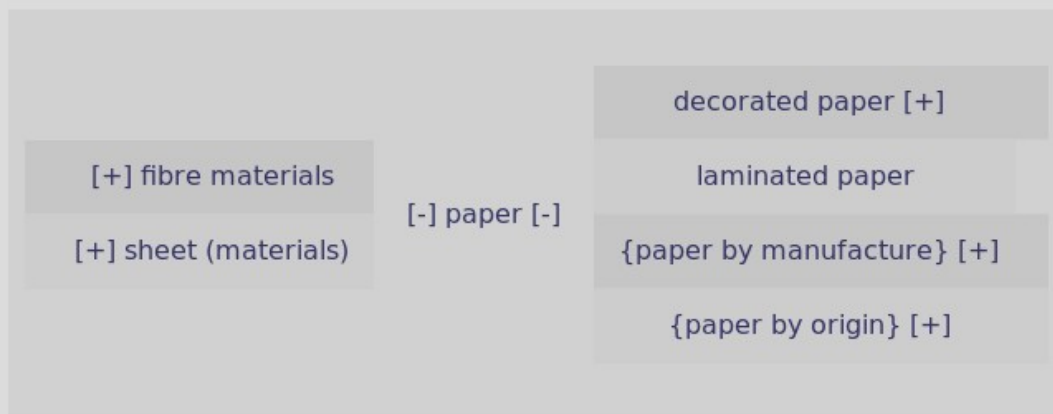 [+] fibre materials
[+] sheet (materials)
[-] paper [-]
decorated paper [+]
laminated paper
{paper by manufacture} [+]
{paper by origin} [+]